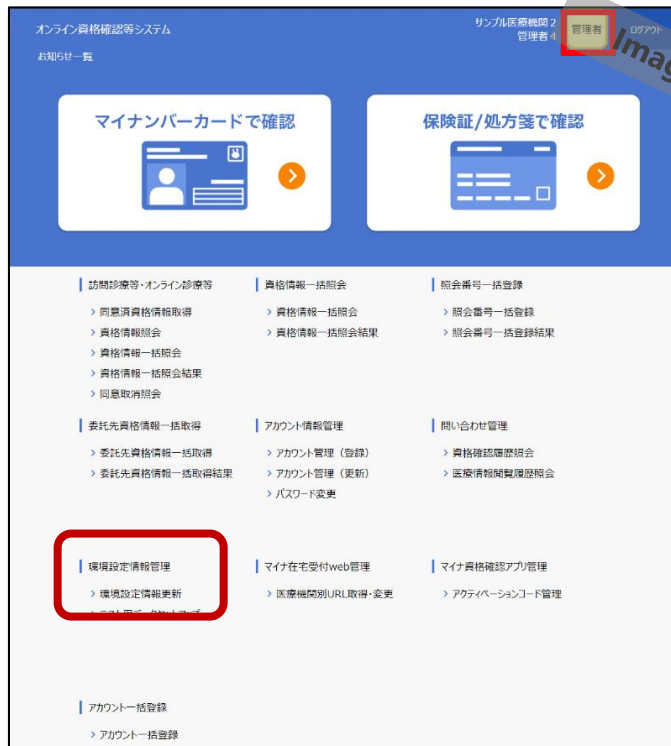 オンライン資格確認等システム
サンプル医療機関2
管理者4
管理者
ログアウト
Imag
お知らせ一覧
マイナンバーカードで確認
保険証/処方箋で確認
訪問診療等・オンライン診療等
> 同意済資格情報取得
> 資格情報照会
> 資格情報一括照会
> 資格情報一括照会結果
> 同意取消照会
資格情報一括照会
> 資格情報一括照会
> 資格情報一括照会結果
照会番号一括登録
> 照会番号一括登録
> 照会番号一括登録結果
委託先資格情報一括取得
> 委託先資格情報一括取得
> 委託先資格情報一括取得結果
アカウント情報管理
> アカウント管理（登録）
> アカウント管理（更新）
> パスワード変更
問い合わせ管理
> 資格確認履歴照会
> 医療情報閲覧履歴照会
環境設定情報管理
> 環境設定情報更新
マイナ在宅受付web管理
> 医療機関別URL取得・変更
マイナ資格確認アプリ管理
> アクティベーションコード管理
アカウント一括登録
> アカウント一括登録